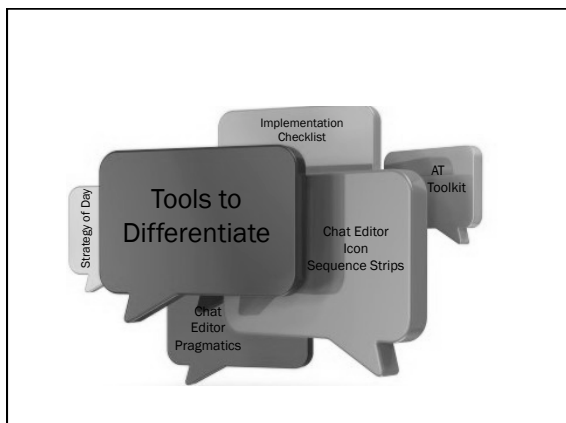 Implementation
Checklist
AT
Toolkit
Strategy of Day
Tools to
Differentiate
Chat Editor
Icon
Sequence Strips
Chat
Editor
Pragmatics